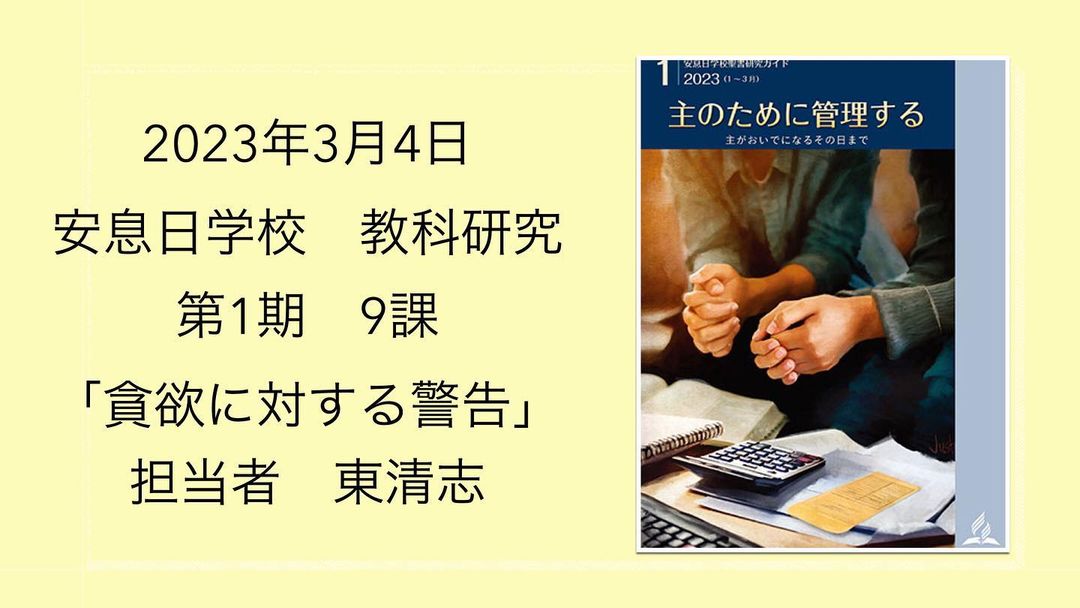 2023年3月4日
安息日学校　教科研究
第1期　9課
「貪欲に対する警告」
担当者　東清志
1
安息日学校聖書研究ガイド
2023（1～3月）
主のために管理する
主がおいでになるその日まで